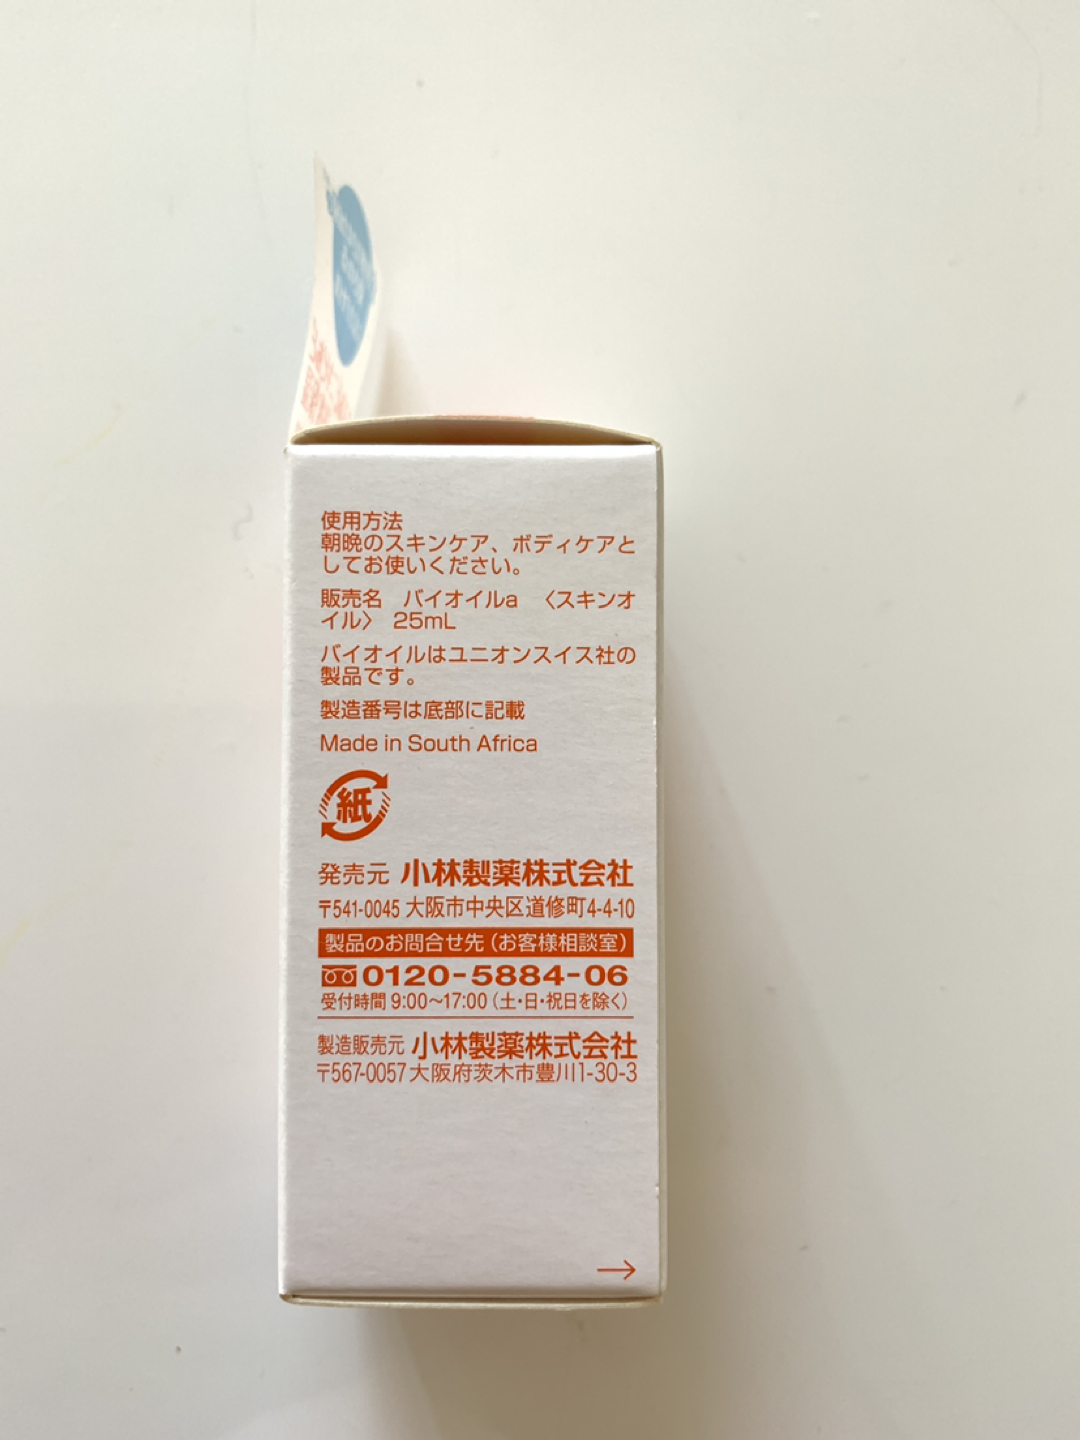 使用方法
朝晩のスキンケア、ボディケアと
してお使いください。
販売名　バイオイルa　〈スキンオ
イル〉　25mL
バイオイルはユニオンスイス社の
製品です。
製造番号は底部に記載
Made in South Africa
紙
発売元 小林製薬株式会社
〒541-0045 大阪市中央区道修町4-4-10
製品のお問合せ先（お客様相談室）
0120-5884-06
受付時間 9:00〜17:00（土・日・祝日を除く）
製造販売元 小林製薬株式会社
〒567-0057 大阪府茨木市豊川1-30-3